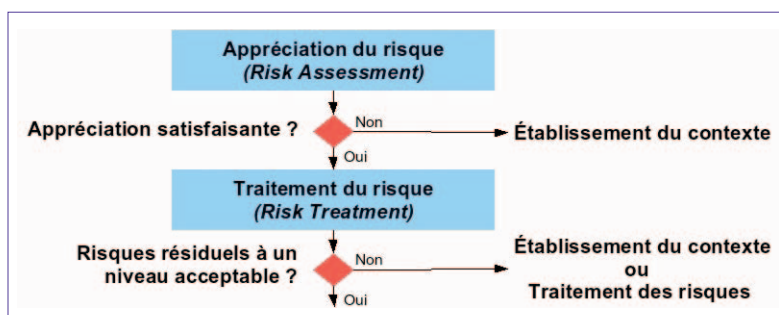 Appréciation du risque
(Risk Assessment)
Appréciation satisfaisante ?
Non
Établissement du contexte
Oui
Traitement du risque
(Risk Treatment)
Risques résiduels à un
niveau acceptable ?
Non
Établissement du contexte
ou
Traitement des risques
Oui